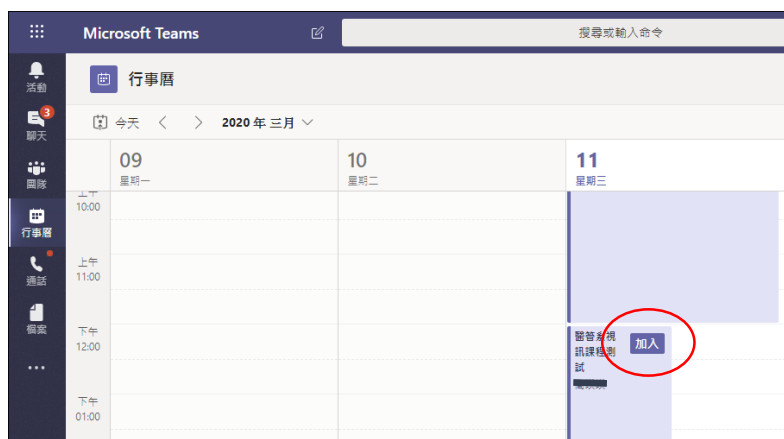 Microsoft Teams
搜尋或輸入命令
活動
行事曆
3
聊天
今天
2020 年 三月
團隊
09
星期一
10
星期二
11
星期三
行事曆
上午
10:00
通話
上午
11:00
檔案
下午
12:00
醫管系視
訊課程測
試
加入
下午
01:00